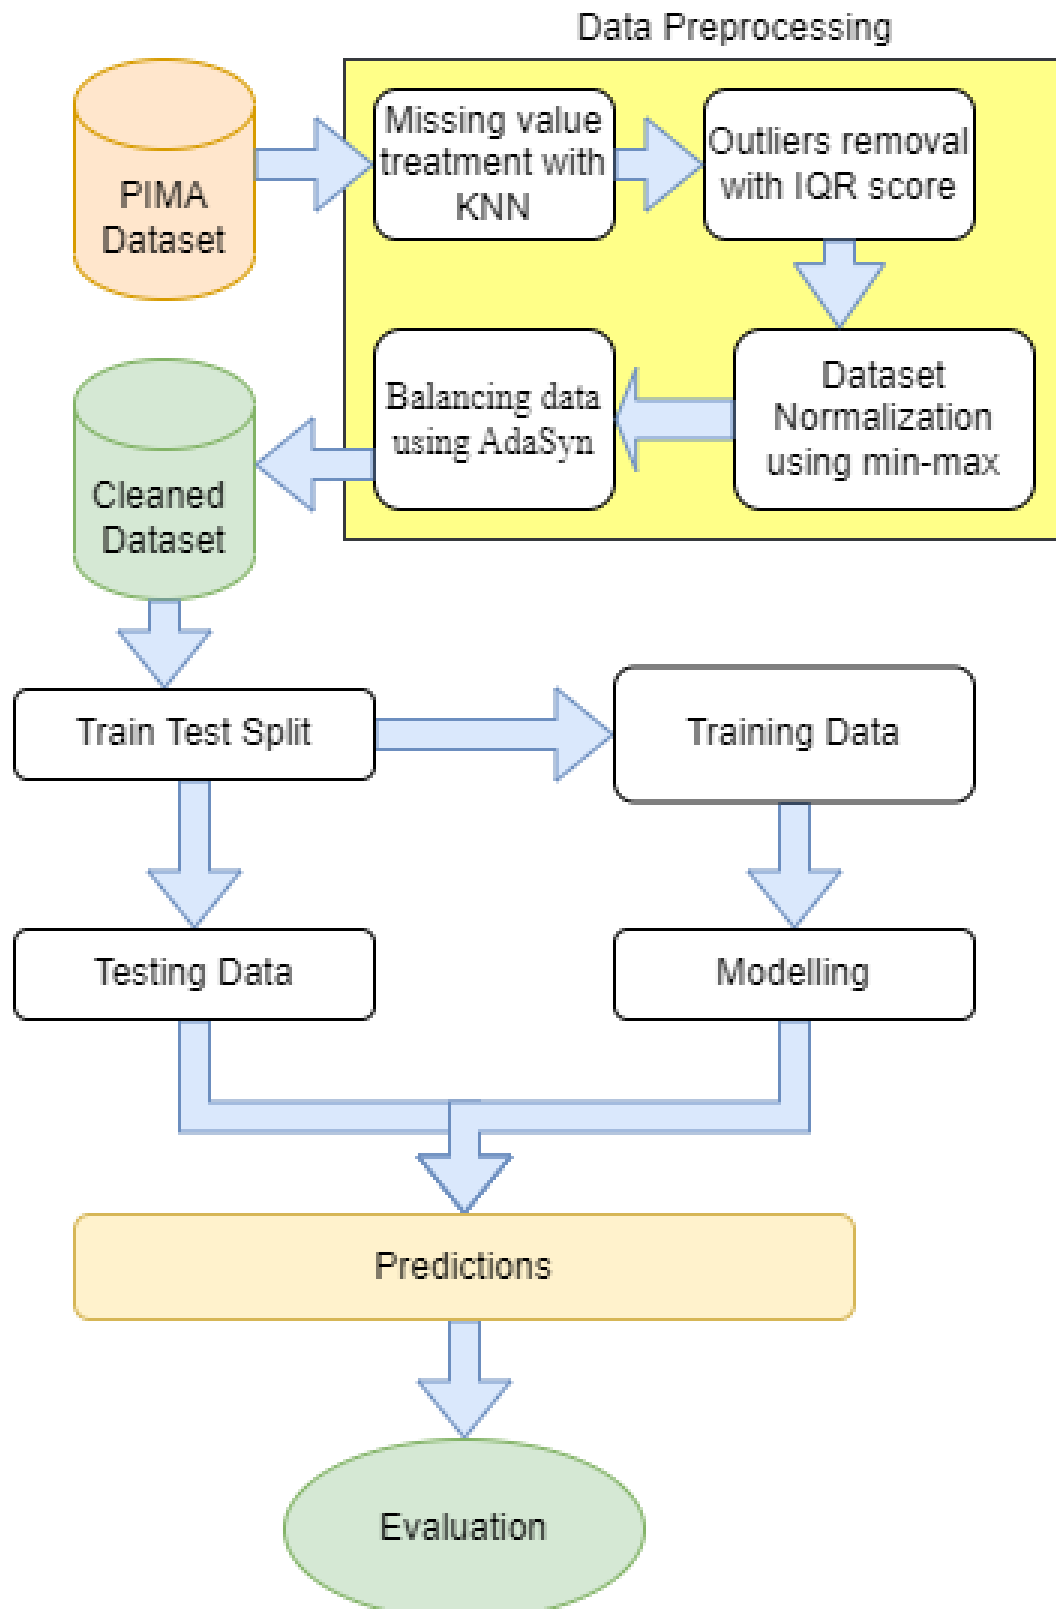 Data Preprocessing
PIMA
Dataset
Missing value
treatment with
KNN
Outliers removal
with IQR score
Dataset
Normalization
using min-max
Balancing data
using AdaSyn
Cleaned
Dataset
Train Test Split
Training Data
Testing Data
Modelling
Predictions
Evaluation